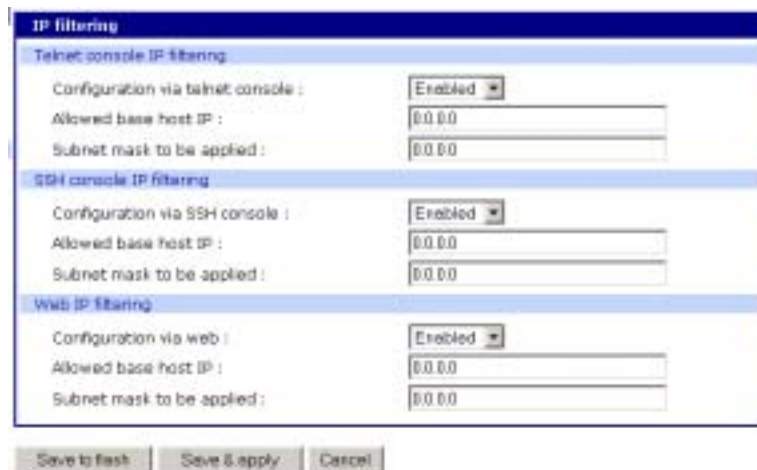 IP filtering
Telnet console IP filtering
Configuration via telnet console : Enabled
Allowed base host IP : 0.0.0.0
Subnet mask to be applied : 0.0.0.0
SSH console IP filtering
Configuration via SSH console : Enabled
Allowed base host IP : 0.0.0.0
Subnet mask to be applied : 0.0.0.0
Web IP filtering
Configuration via web : Enabled
Allowed base host IP : 0.0.0.0
Subnet mask to be applied : 0.0.0.0
Save to flash Save & apply Cancel